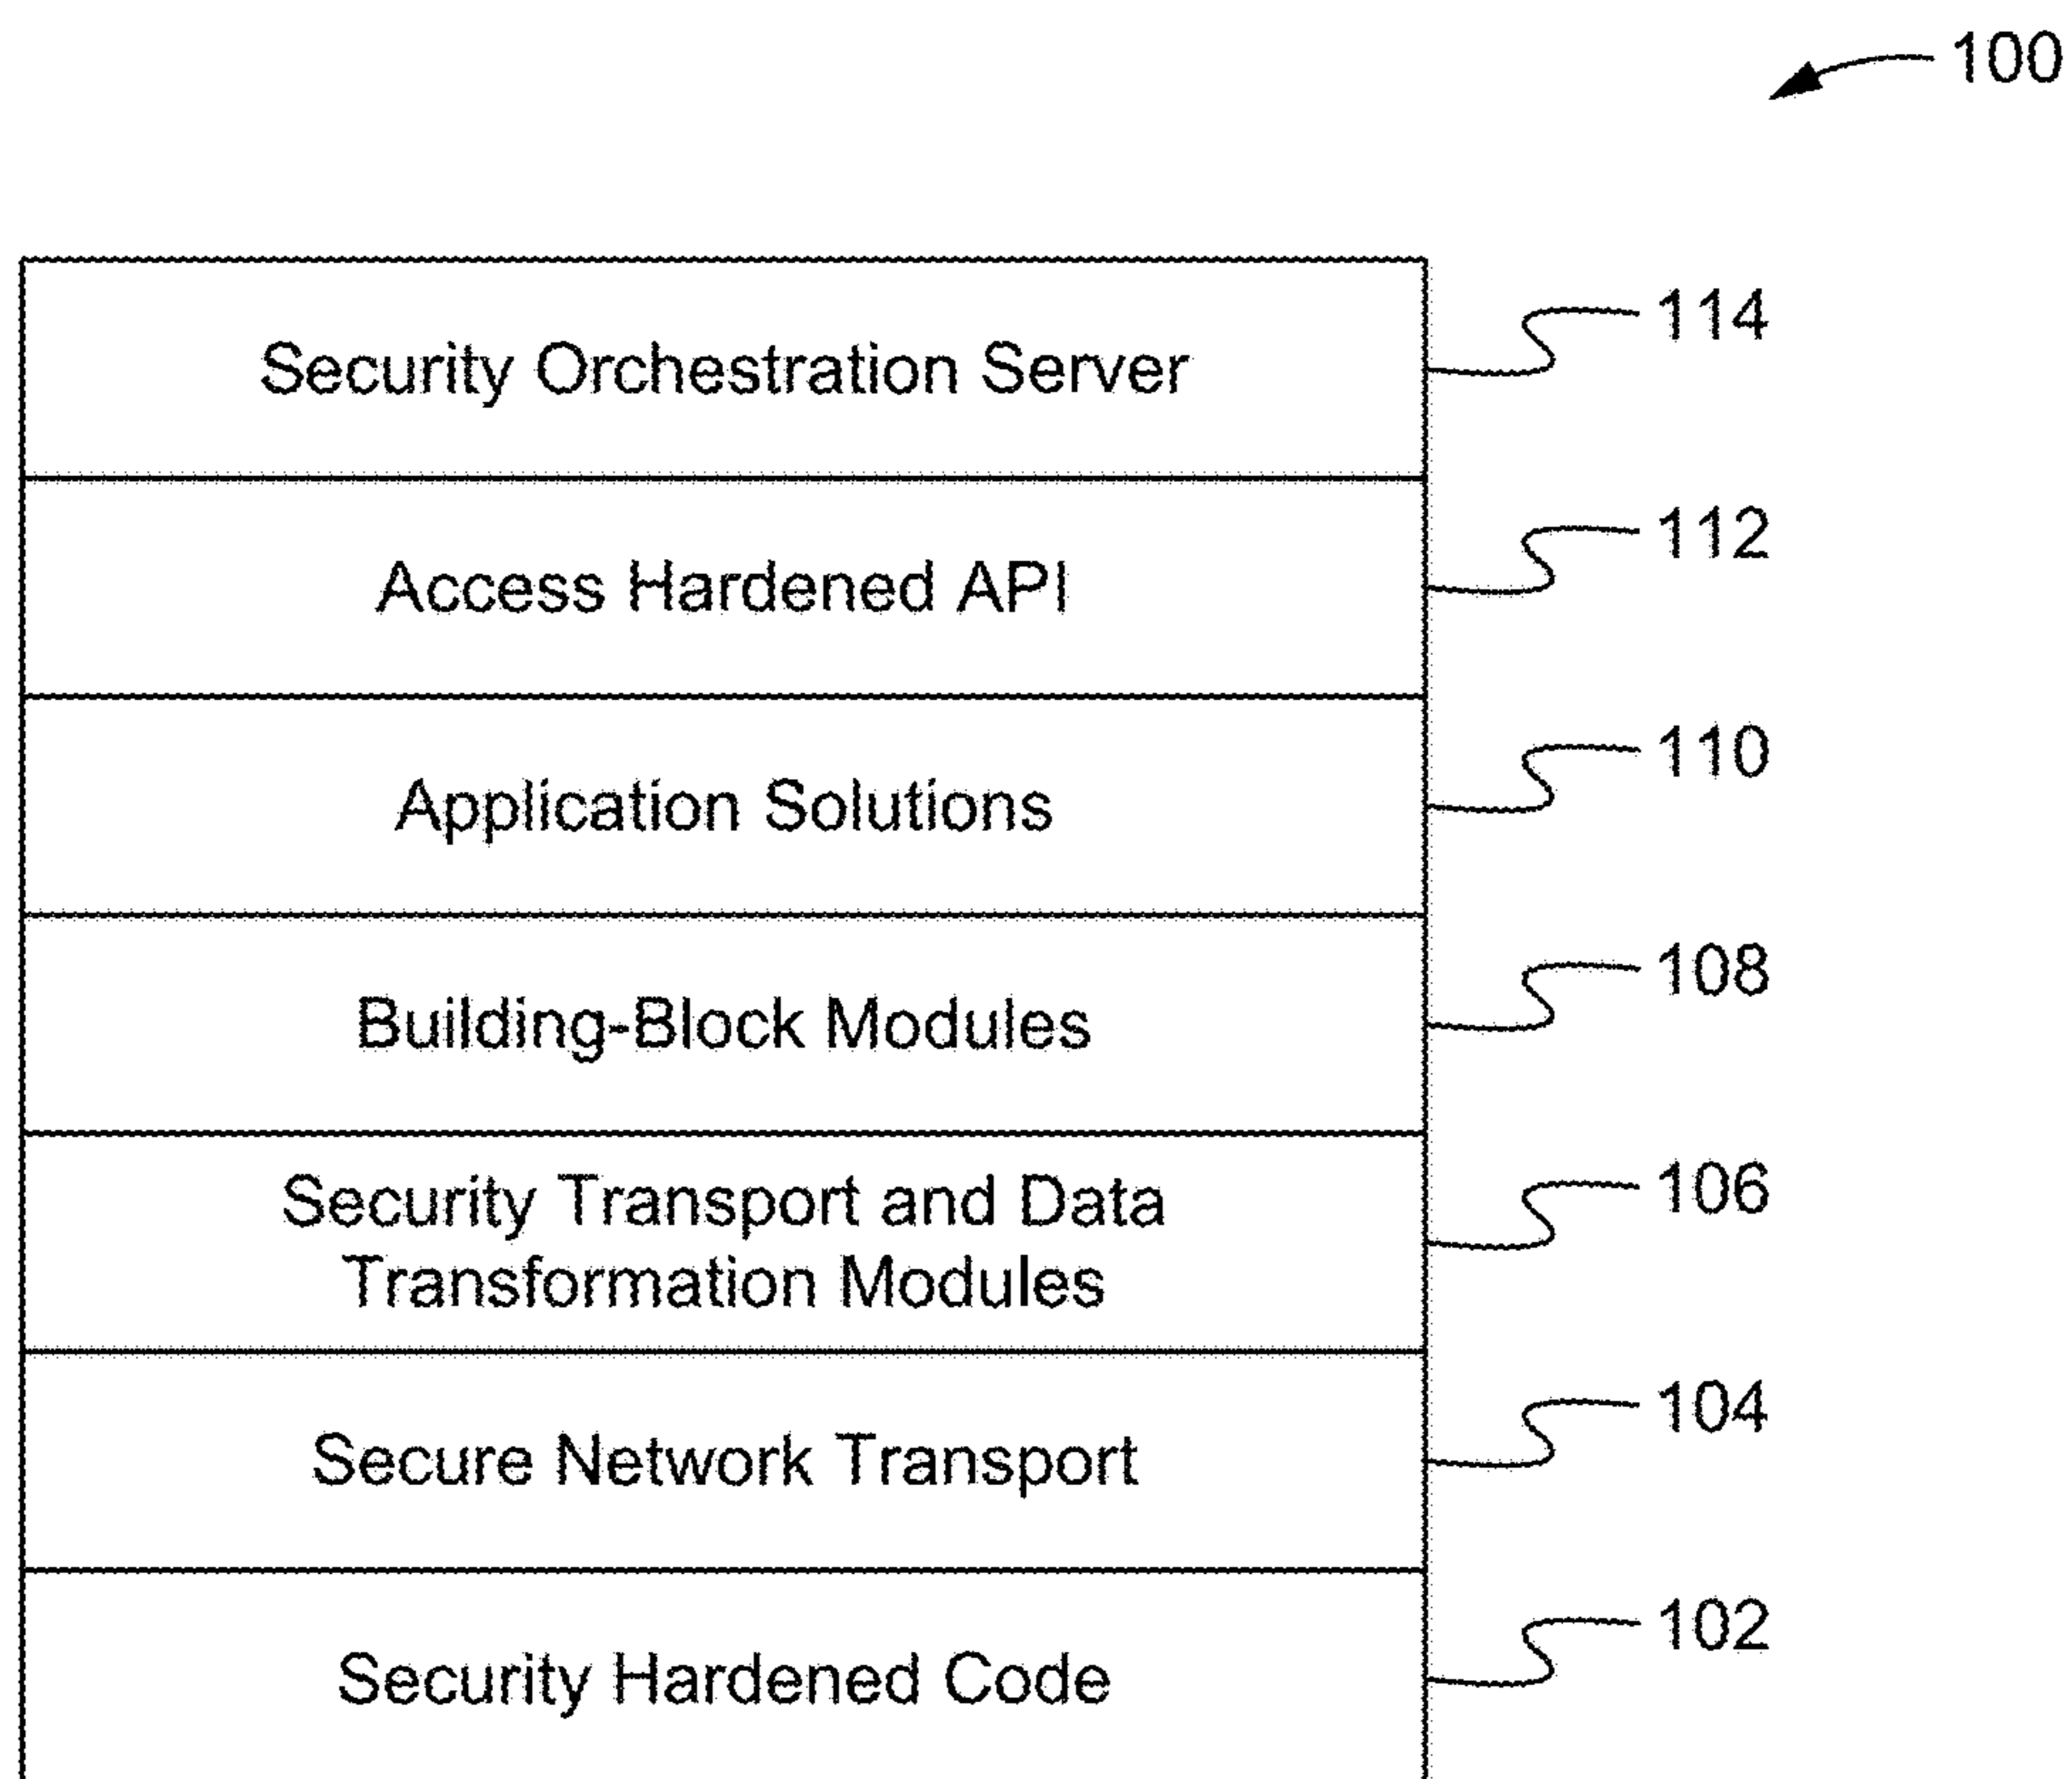 100
Security Orchestration Server
114
Access Hardened API
112
Application Solutions
110
Building-Block Modules
108
Security Transport and Data
Transformation Modules
106
Secure Network Transport
104
Security Hardened Code
102